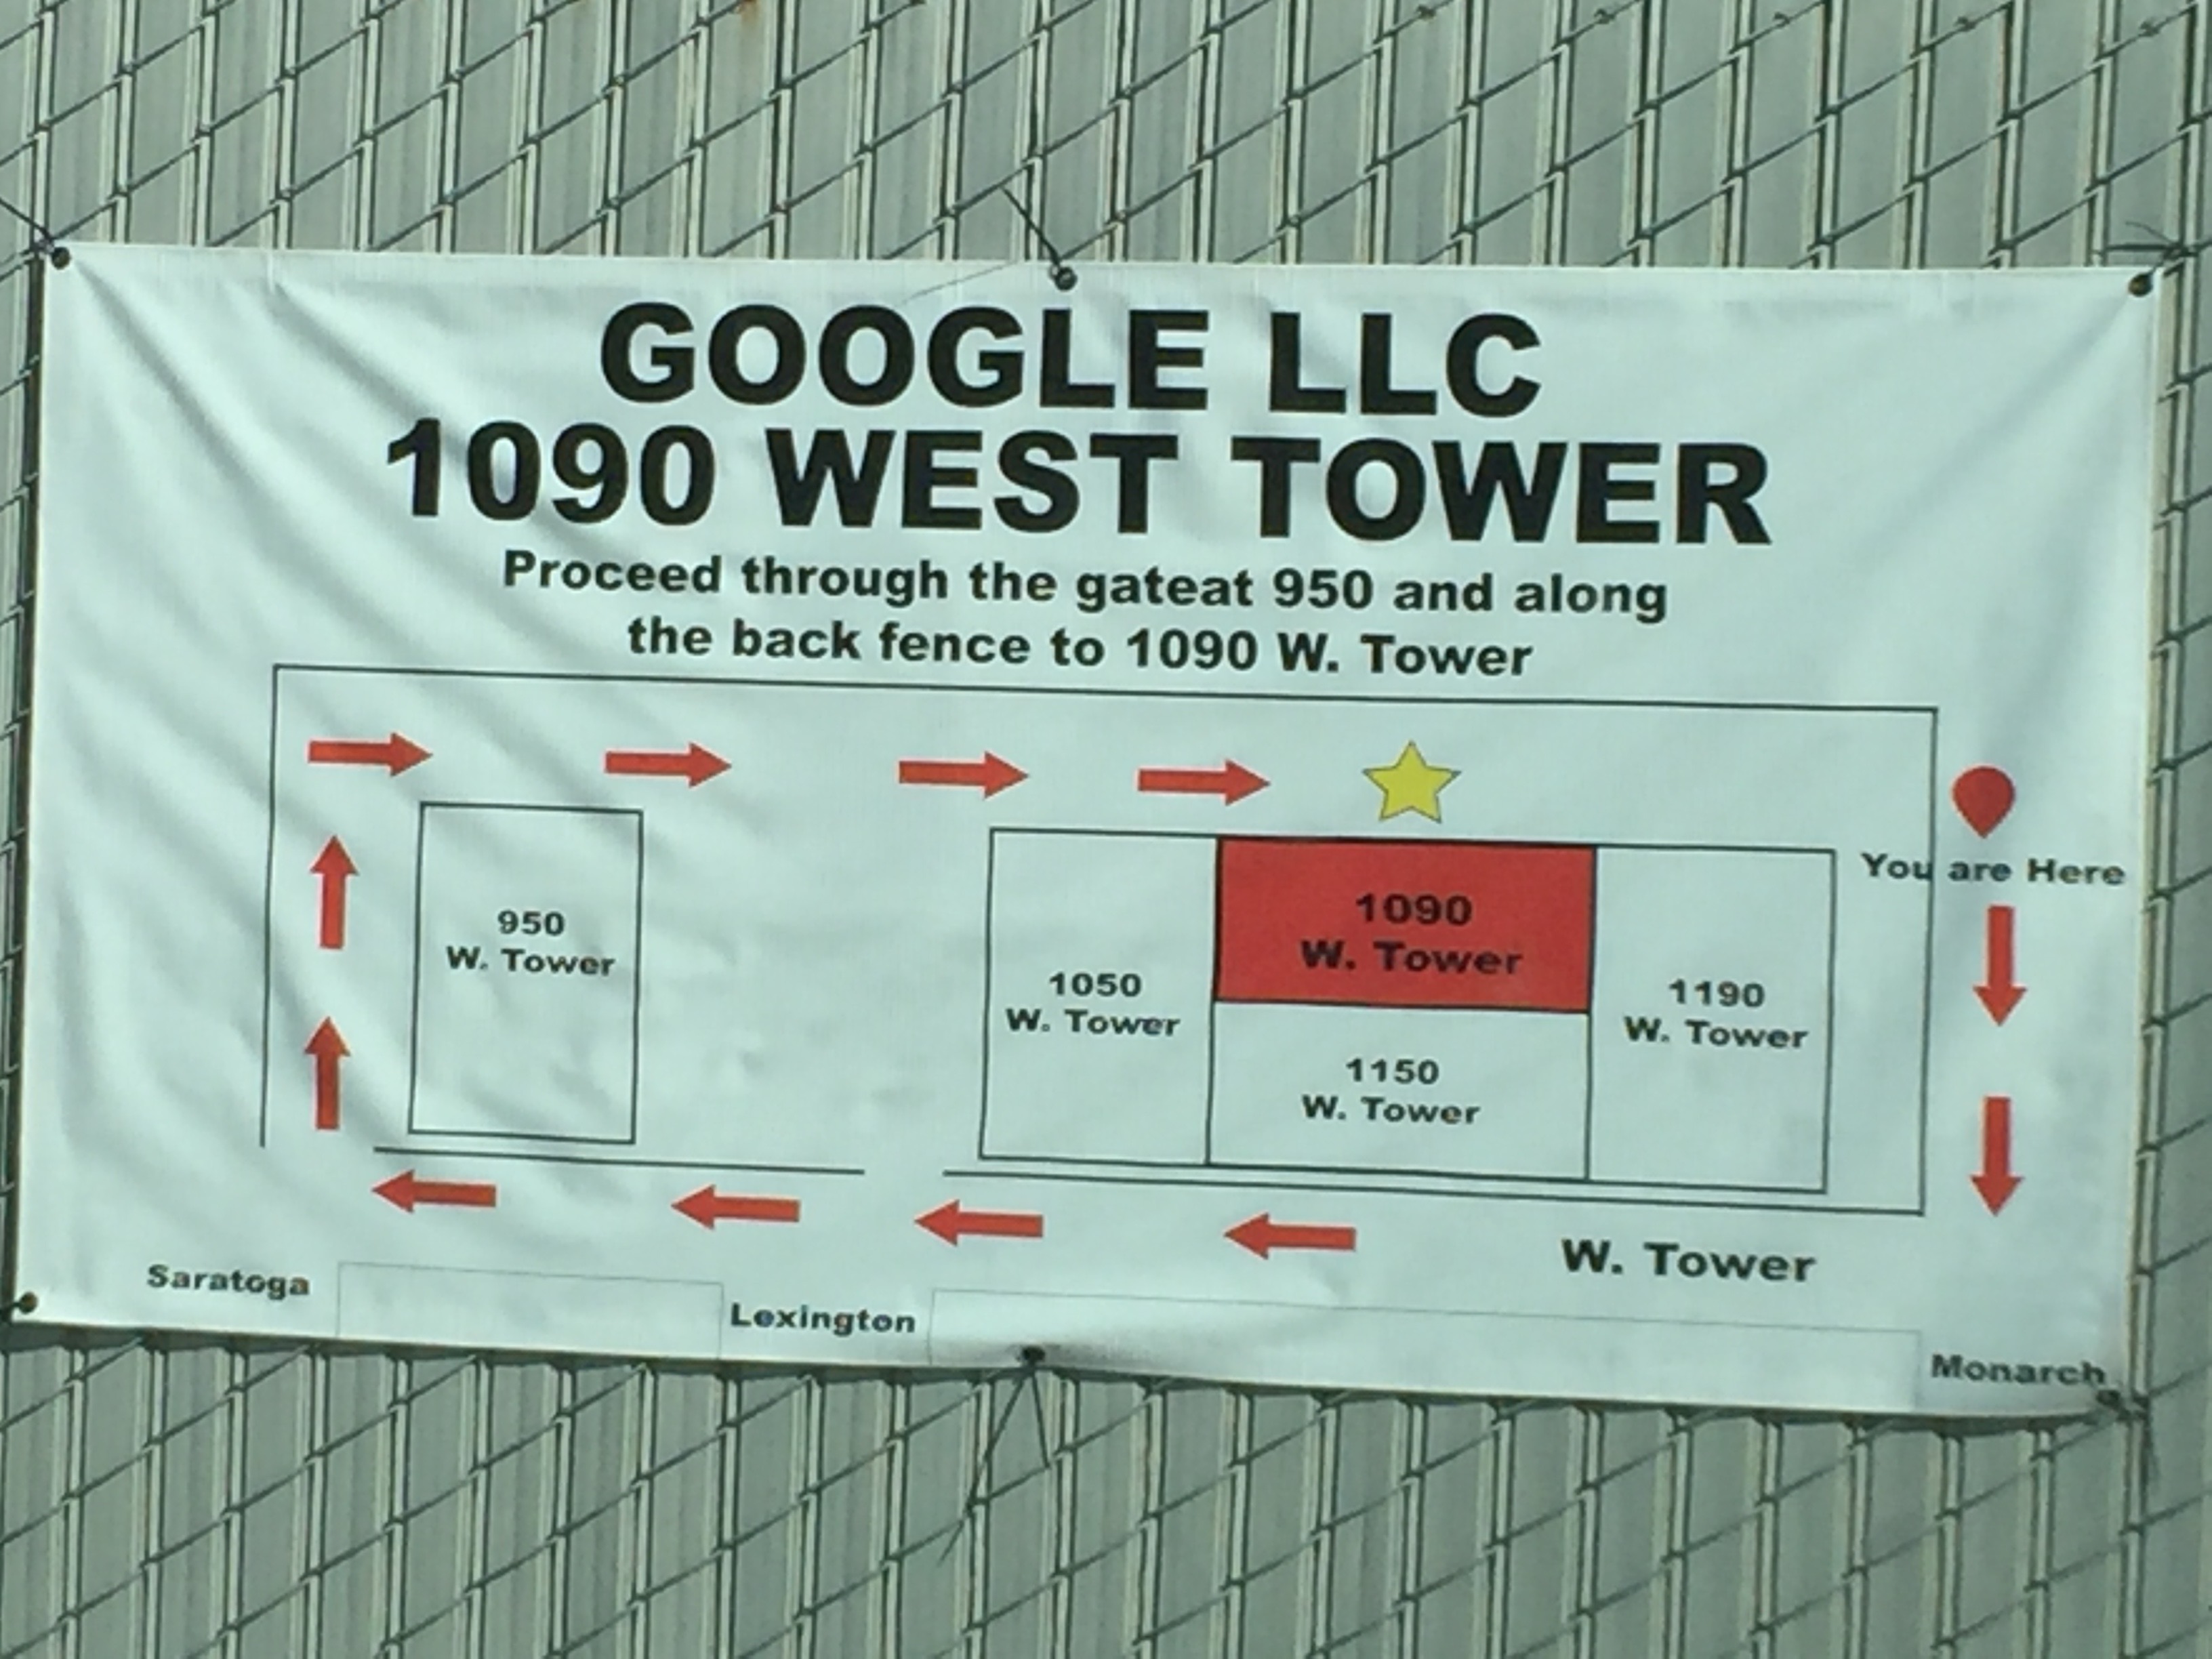 GOOGLE LLC
1090 WEST TOWER
Proceed through the gateat 950 and along
the back fence to 1090 W. Tower
You are Here
950
W. Tower
1050
W. Tower
1090
W. Tower
1150
W. Tower
1190
W. Tower
W. Tower
Saratoga
Lexington
Monarch